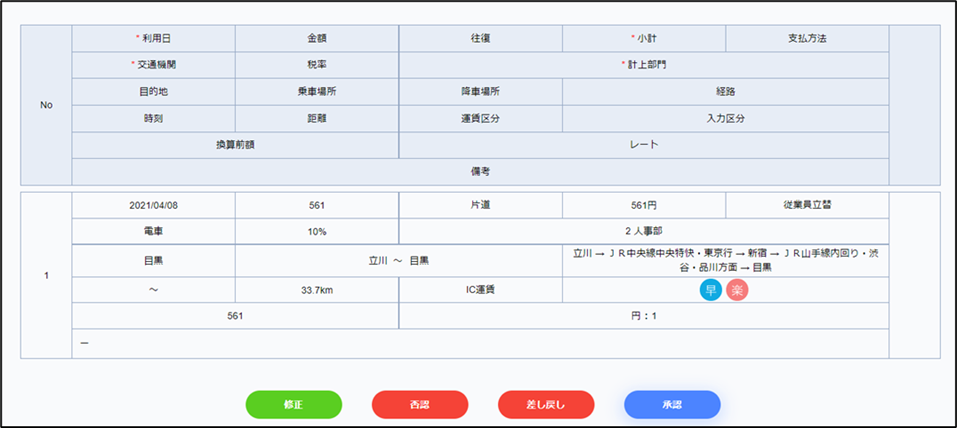 * 利用日 金額 往復 * 小計 支払方法
* 交通機関 税率 * 計上部門
No 目的地 乗車場所 降車場所 経路
時刻 距離 運賃区分 入力区分
換算前額 レート
備考
2021/04/08 561 片道 561円 従業員立替
電車 10% 2 人事部
1 目黒 立川 ～ 目黒 立川 → ＪＲ中央線中央特快・東京行 → 新宿 → ＪＲ山手線内回り・渋
谷・品川方面 → 目黒
～ 33.7km IC運賃 早 楽
561 円 : 1
ー
修正 否認 差し戻し 承認